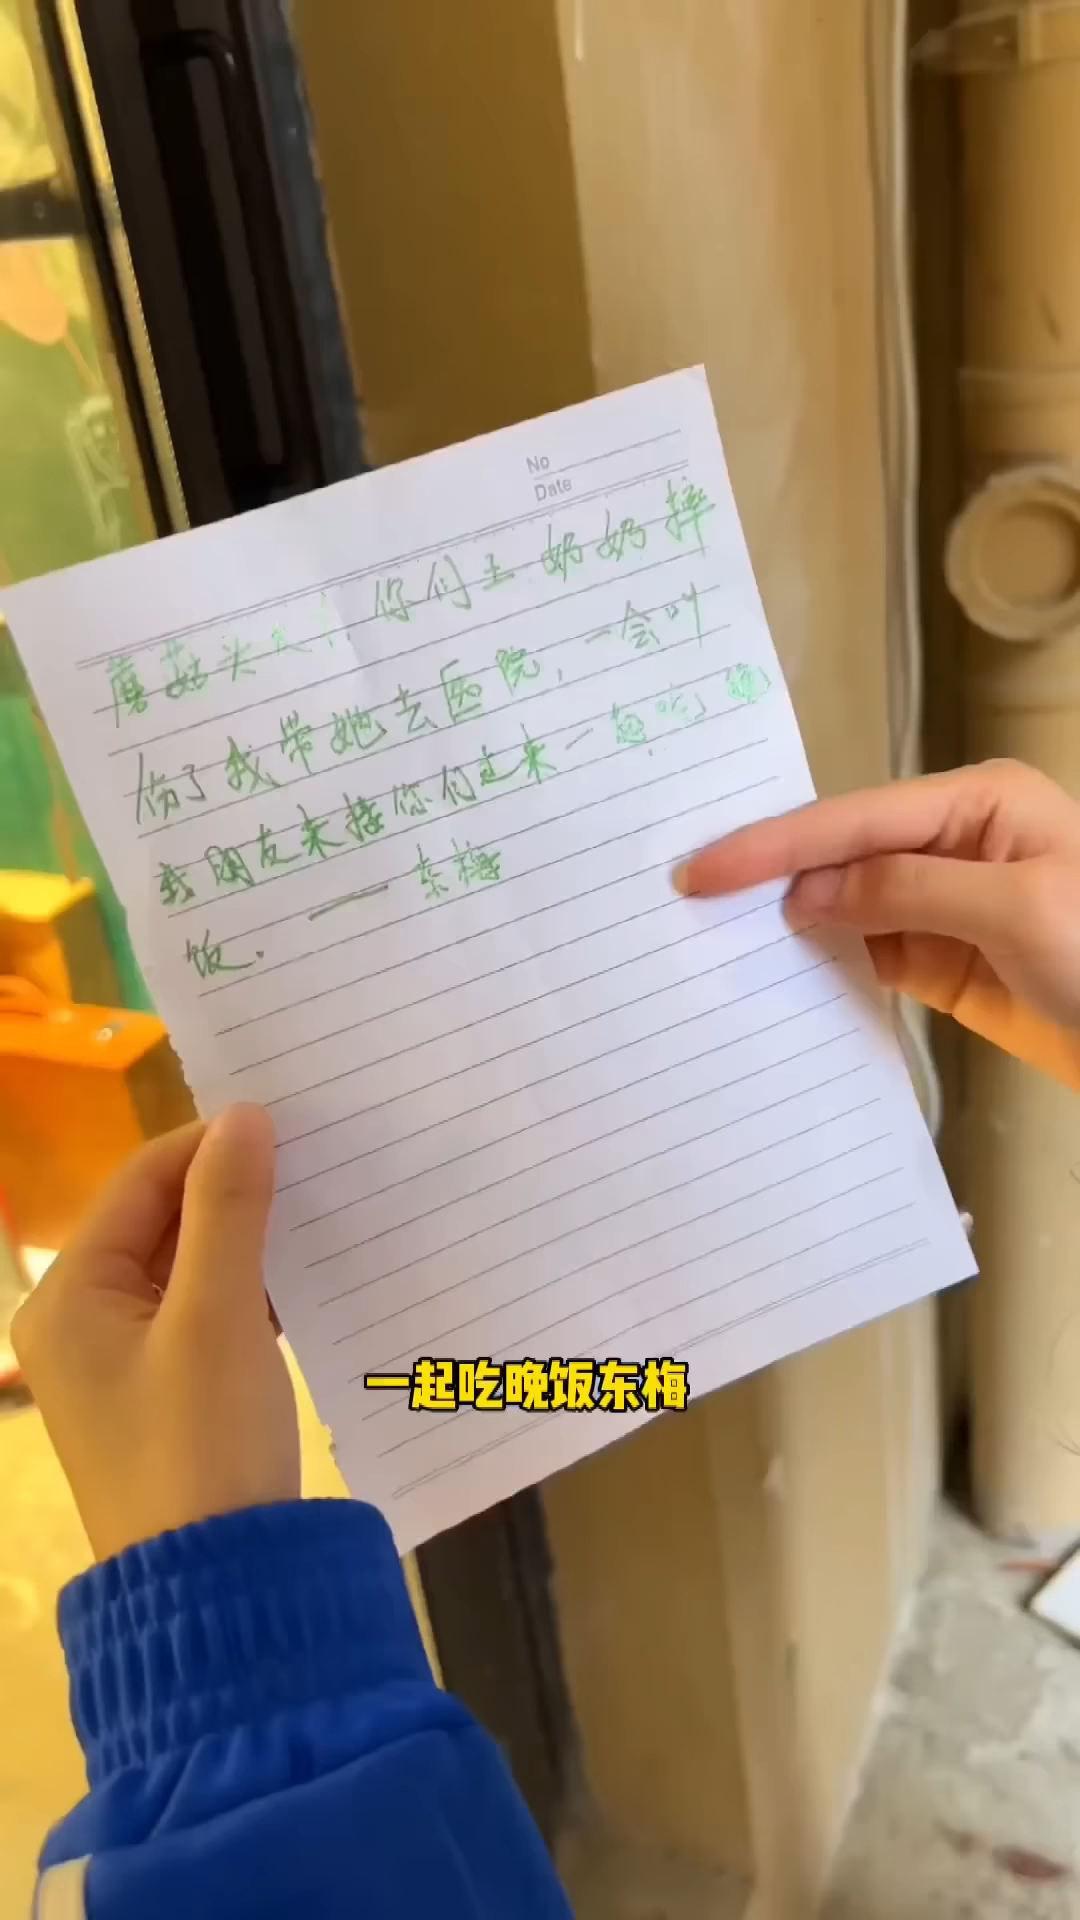 No
Date
蘑菇头 你们王奶奶摔
伤了我带她去医院，一会叫
我朋友来接你们过来一起吃晚
饭. ——东梅
一起吃晚饭东梅